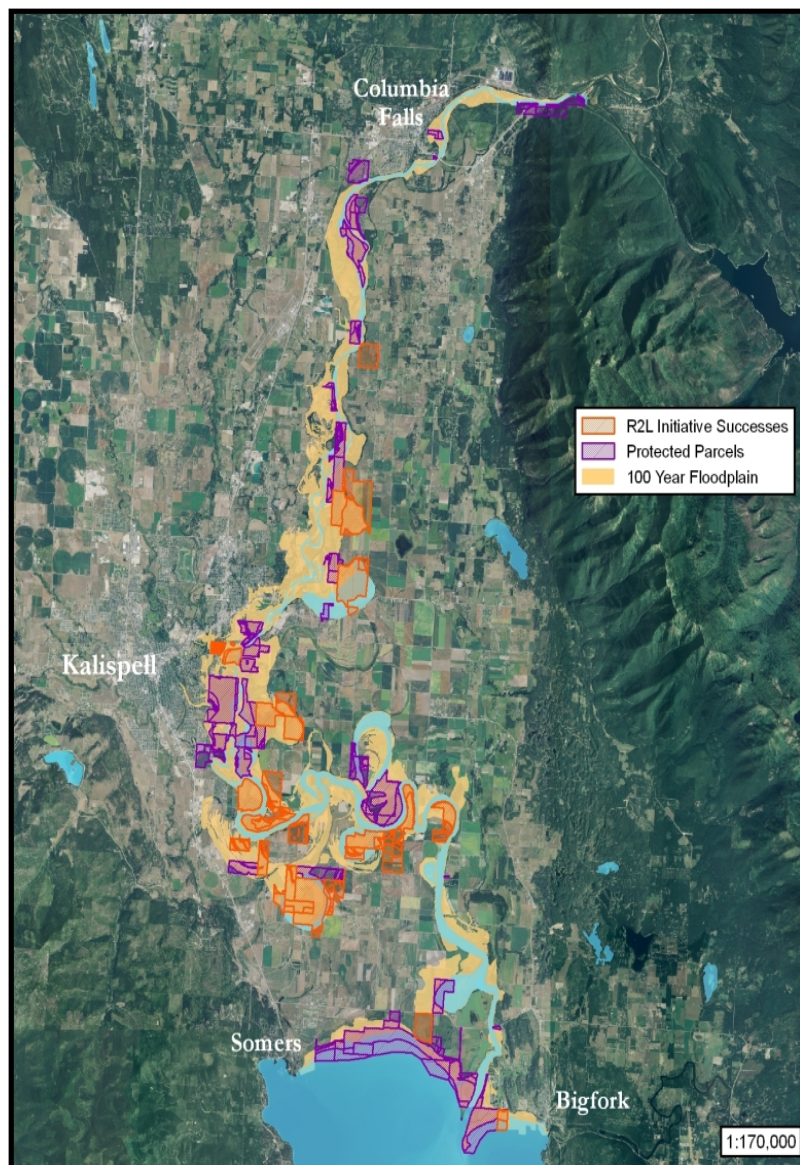 Columbia
Falls
R2L Initiative Successes
Protected Parcels
100 Year Floodplain
Kalispell
Somers
Bigfork
1:170,000